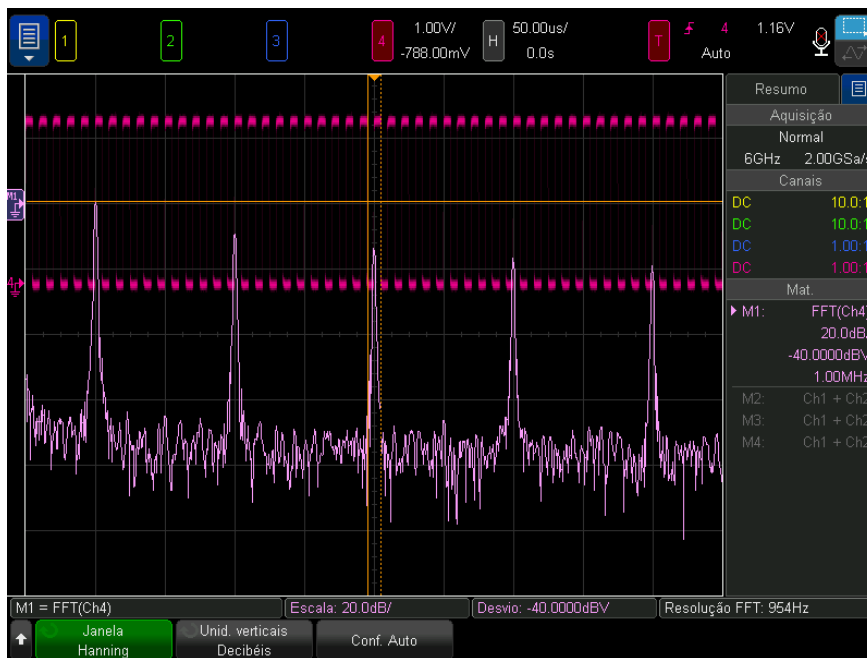 1 2 3 4 1.00V/ H 50.00us/ T 4 1.16V
-788.00mV 0.0s Auto
Resumo
Aquisição
Normal
6GHz 2.00GSa/s
Canais
DC 10.0:1
DC 10.0:1
DC 1.00:1
DC 1.00:1
Mat.
M1: FFT(Ch4)
20.0dB/
-40.0000dBV
1.00MHz
M2: Ch1 + Ch2
M3: Ch1 + Ch2
M4: Ch1 + Ch2
M1
4
M1 = FFT(Ch4) Escala: 20.0dB/ Desvio: -40.0000dBV Resolução FFT: 954Hz
Janela Unid. verticais Conf. Auto
Hanning Decibéis